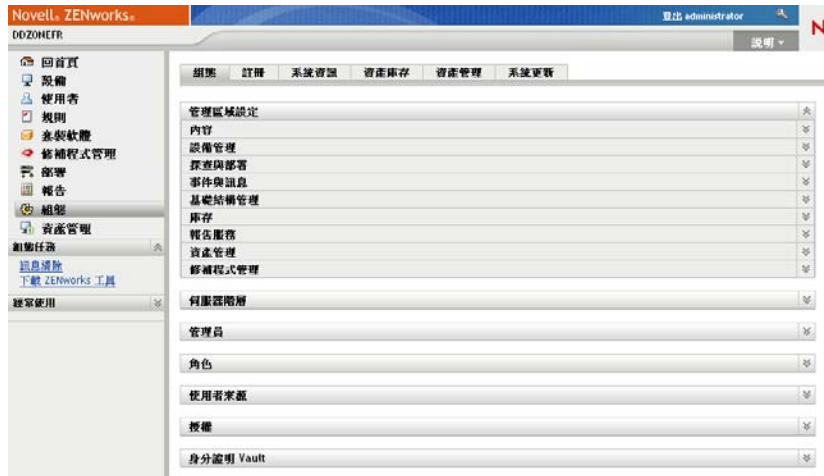 Novell® ZENworks®
登出 administrator
N
DDZONEFR
說明
回首頁
設備
使用者
規則
套裝軟體
修補程式管理
部署
報告
組態
資產管理
組態任務
訊息清除
下載 ZENworks 工具
經常使用
組態 註冊 系統資訊 資產庫存 資產管理 系統更新
管理區域設定
內容
設備管理
探查與部署
事件與訊息
基礎結構管理
庫存
報告服務
資產管理
修補程式管理
伺服器階層
管理員
角色
使用者來源
授權
身分證明 Vault